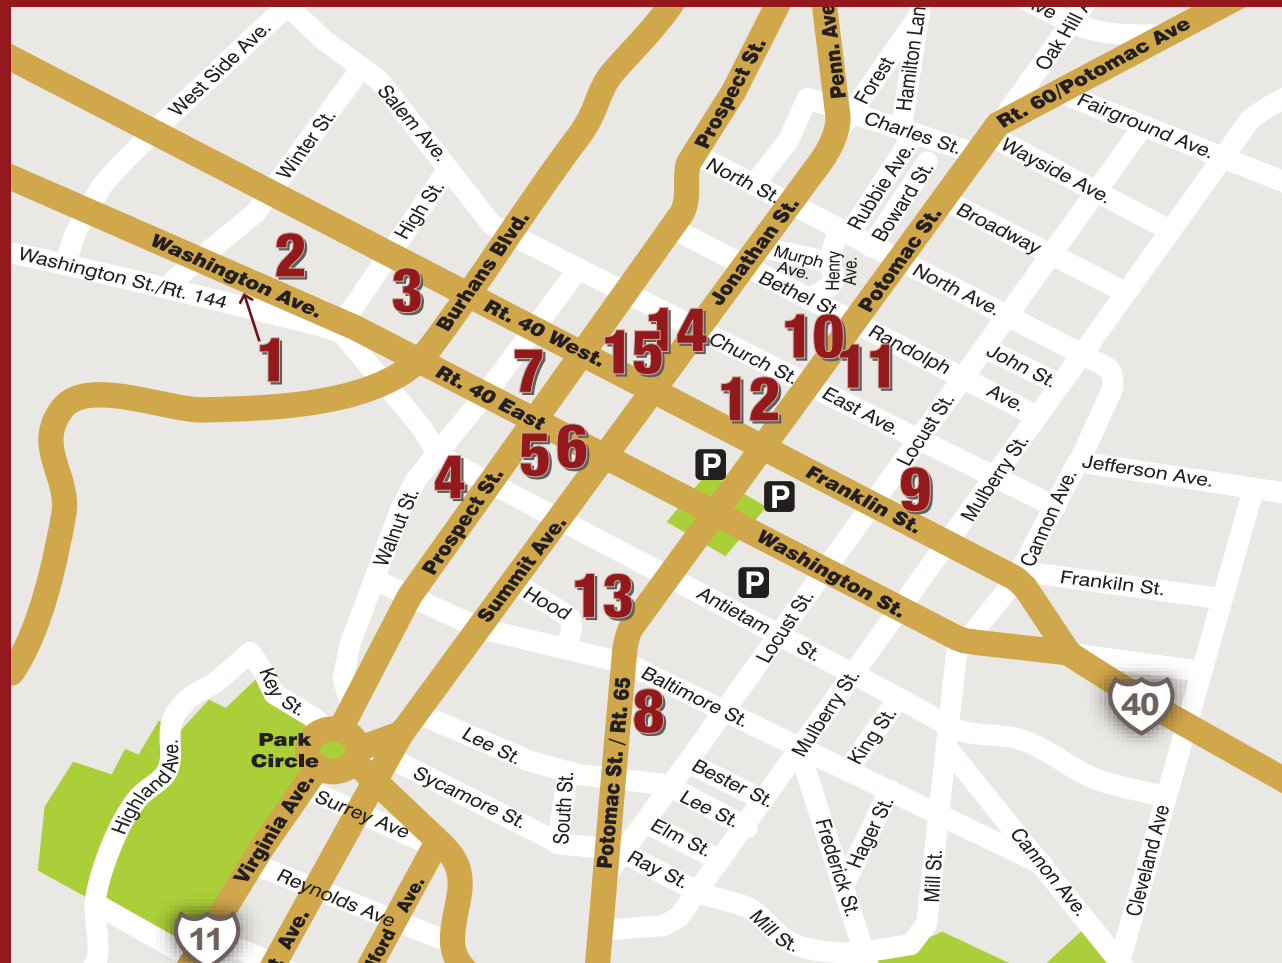 West Side Ave.
Winter St.
Salem Ave.
High St.
Prospect St.
Penn. Ave
Forest
Hamilton Lan
ve
Oak Hill A
Rt. 60/Potomac Ave
Fairground Ave.
Charles St.
Wayside Ave.
North St.
Rubbie Ave.
Boward St.
Broadway
Washington St./Rt. 144
Washington Ave.
2
3
1
Burhans Blvd.
Jonathan St.
Murph
Ave.
Henry
Ave.
Bethel St.
Potomac St.
North Ave.
Rt. 40 West.
14
15
10
11
Church St.
Randolph
Ave.
John St.
7
12
East Ave.
Rt. 40 East
5
6
4
Locust St.
Mulberry St.
Cannon Ave.
Jefferson Ave.
9
P
P
P
Franklin St.
Washington St.
Frankiln St.
Walnut St.
Prospect St.
Summit Ave.
Hood
13
Antietam
St.
Locust St.
Mulberry St.
King St.
40
Key St.
Park
Circle
Highland Ave.
Baltimore St.
8
Potomac St. / Rt. 65
Lee St.
Sycamore St.
South St.
Bester St.
Lee St.
Elm St.
Ray St.
Surrey Ave
Virginia Ave.
Reynolds Ave
Frederick St.
Hager St.
Mill St.
Mill St.
Cannon Ave.
Cleveland Ave
11
t Ave.
lford Ave.